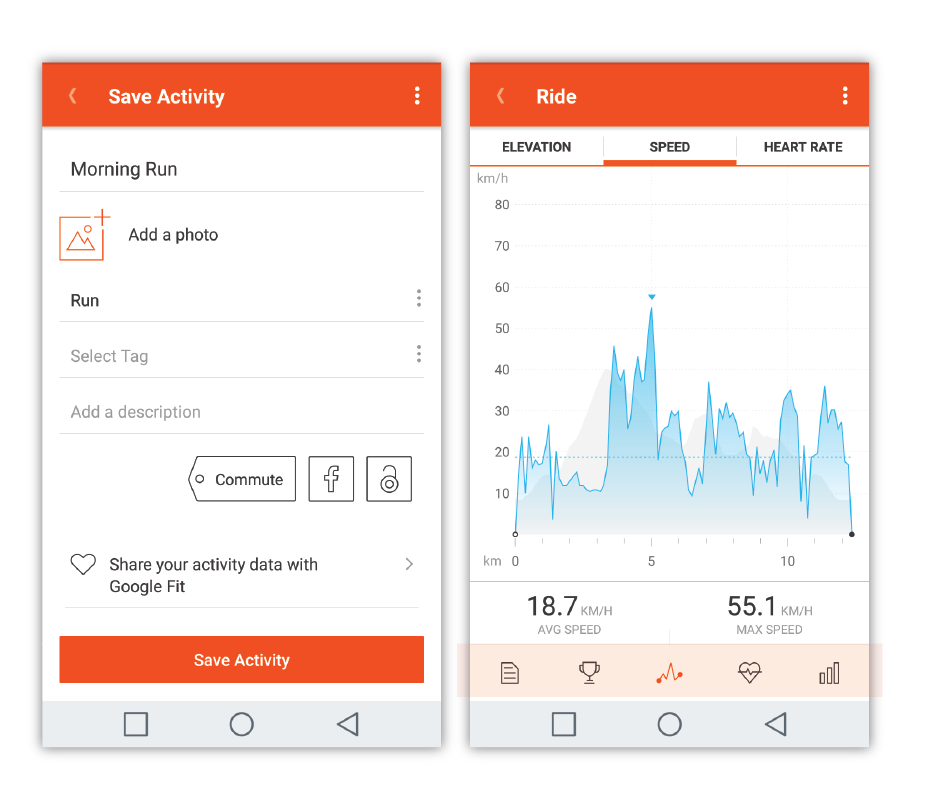 Save Activity
Morning Run
Add a photo
Run
Select Tag
Add a description
Commute
Share your activity data with
Google Fit
Save Activity
Ride
ELEVATION SPEED HEART RATE
km/h
80
70
60
50
40
30
20
10
km 0 5 10
18.7 KM/H 55.1 KM/H
AVG SPEED MAX SPEED